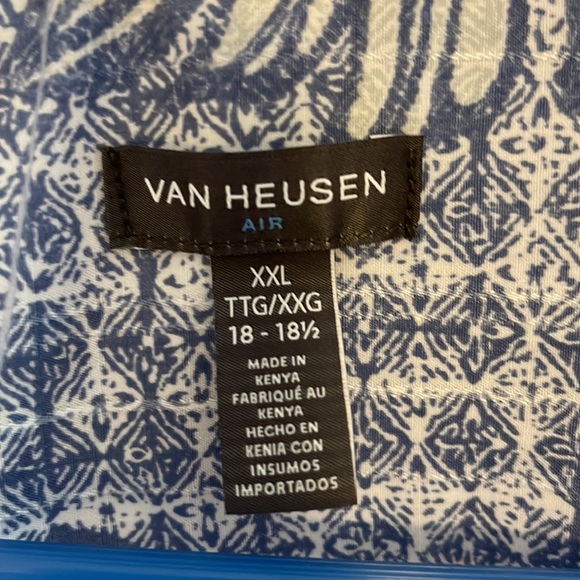 VAN HEUSEN
AIR
XXL
TTG/XXG
18 - 18½
MADE IN
KENYA
FABRIQUÉ AU
KENYA
HECHO EN
KENIA CON
INSUMOS
IMPORTADOS